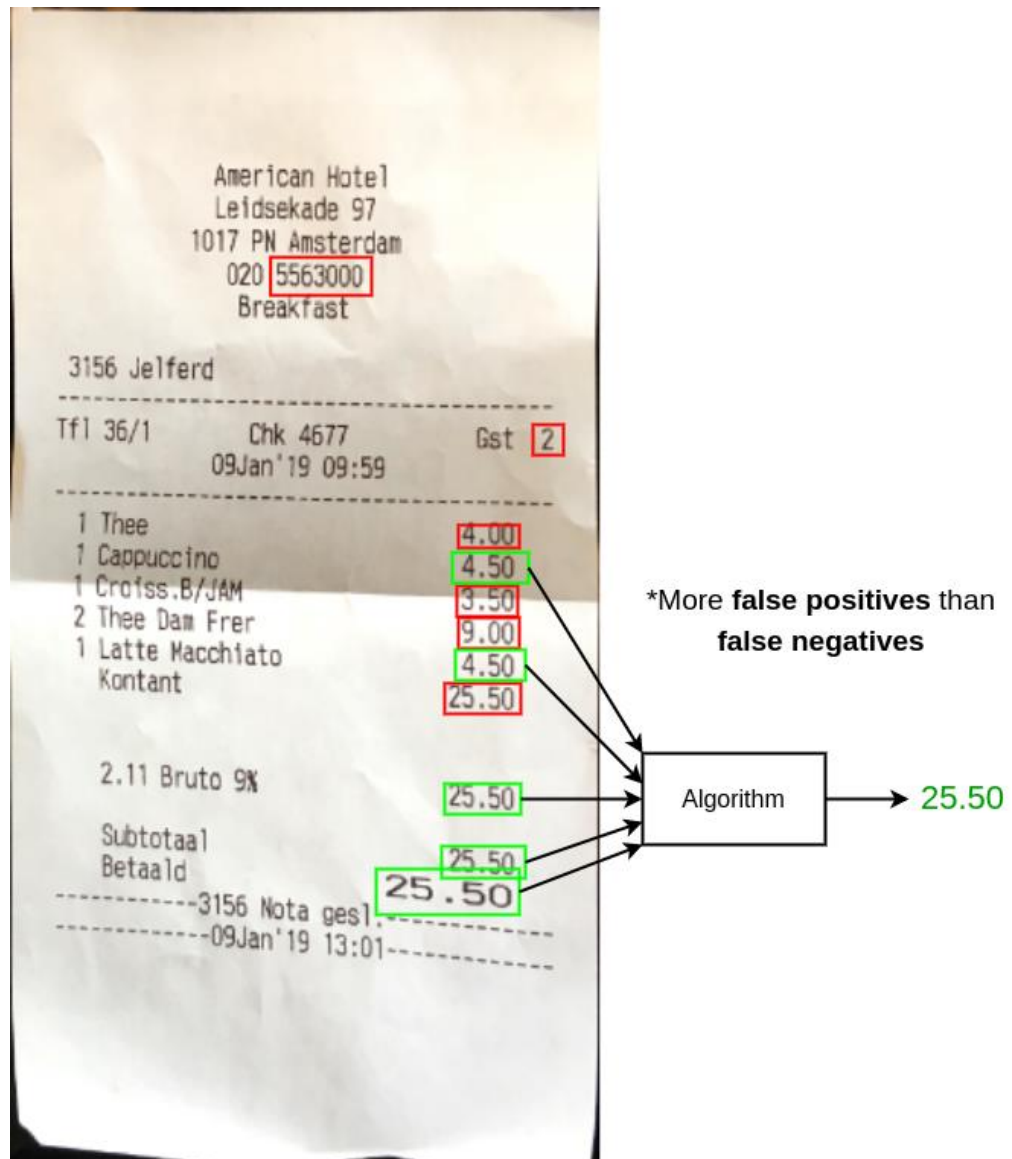 American Hotel
Leidsekade 97
1017 PN Amsterdam
020 5563000
Breakfast
3156 Jelferd
Tfl 36/1 Chk 4677 Gst 2
09Jan'19 09:59
1 Thee 4.00
1 Cappuccino 4.50
1 Croiss.B/JAM 3.50
2 Thee Dam Frer 9.00
1 Latte Macchiato 4.50
Kontant 25.50
2.11 Bruto 9% 25.50
Subtotaal 25.50
Betaald 25.50
-----------3156 Nota gesl.------------
------------09Jan'19 13:01------------
*More false positives than
false negatives
Algorithm
25.50